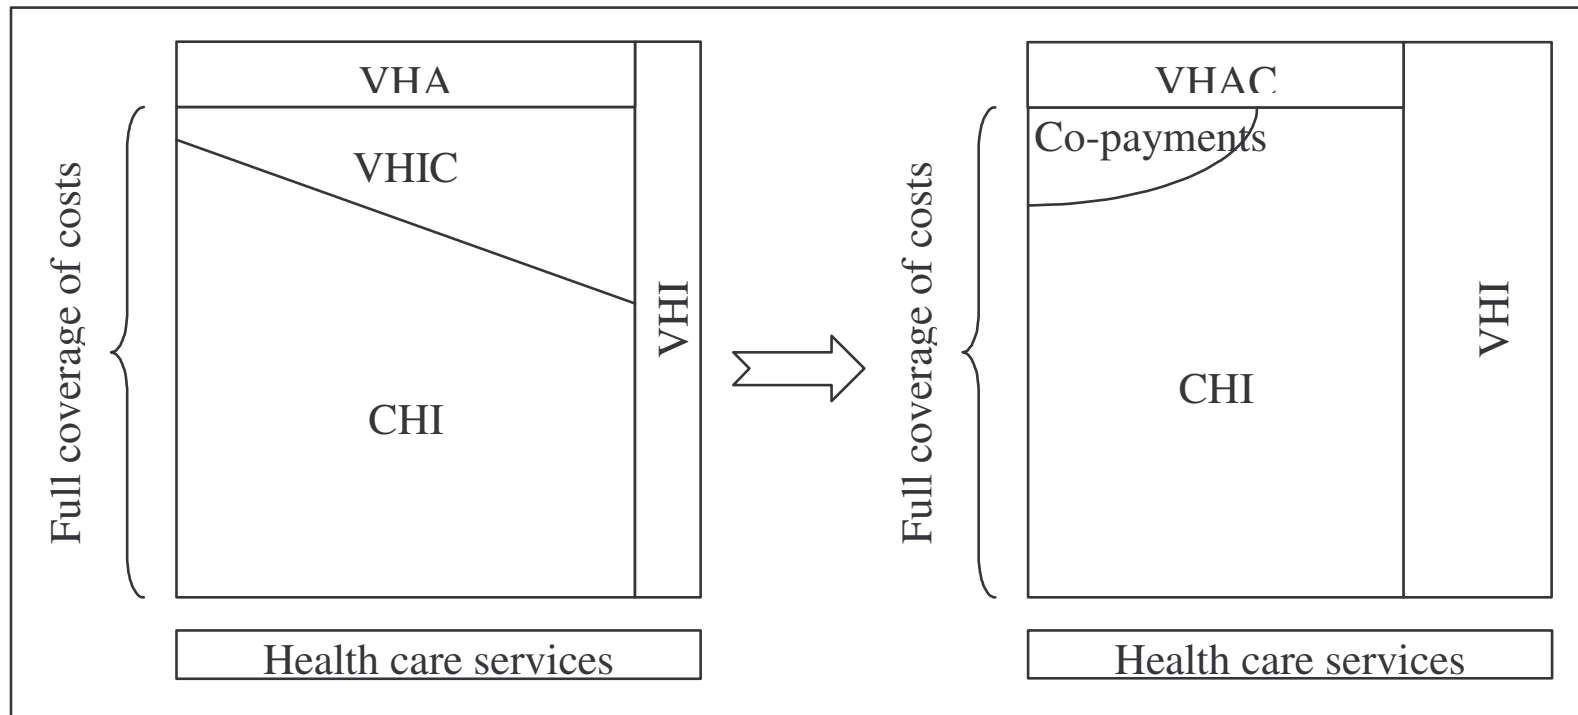 VHA
VHIC
CHI
VHI
Full coverage of costs
Health care services
VHAC
Co-payments
CHI
VHI
Full coverage of costs
Health care services